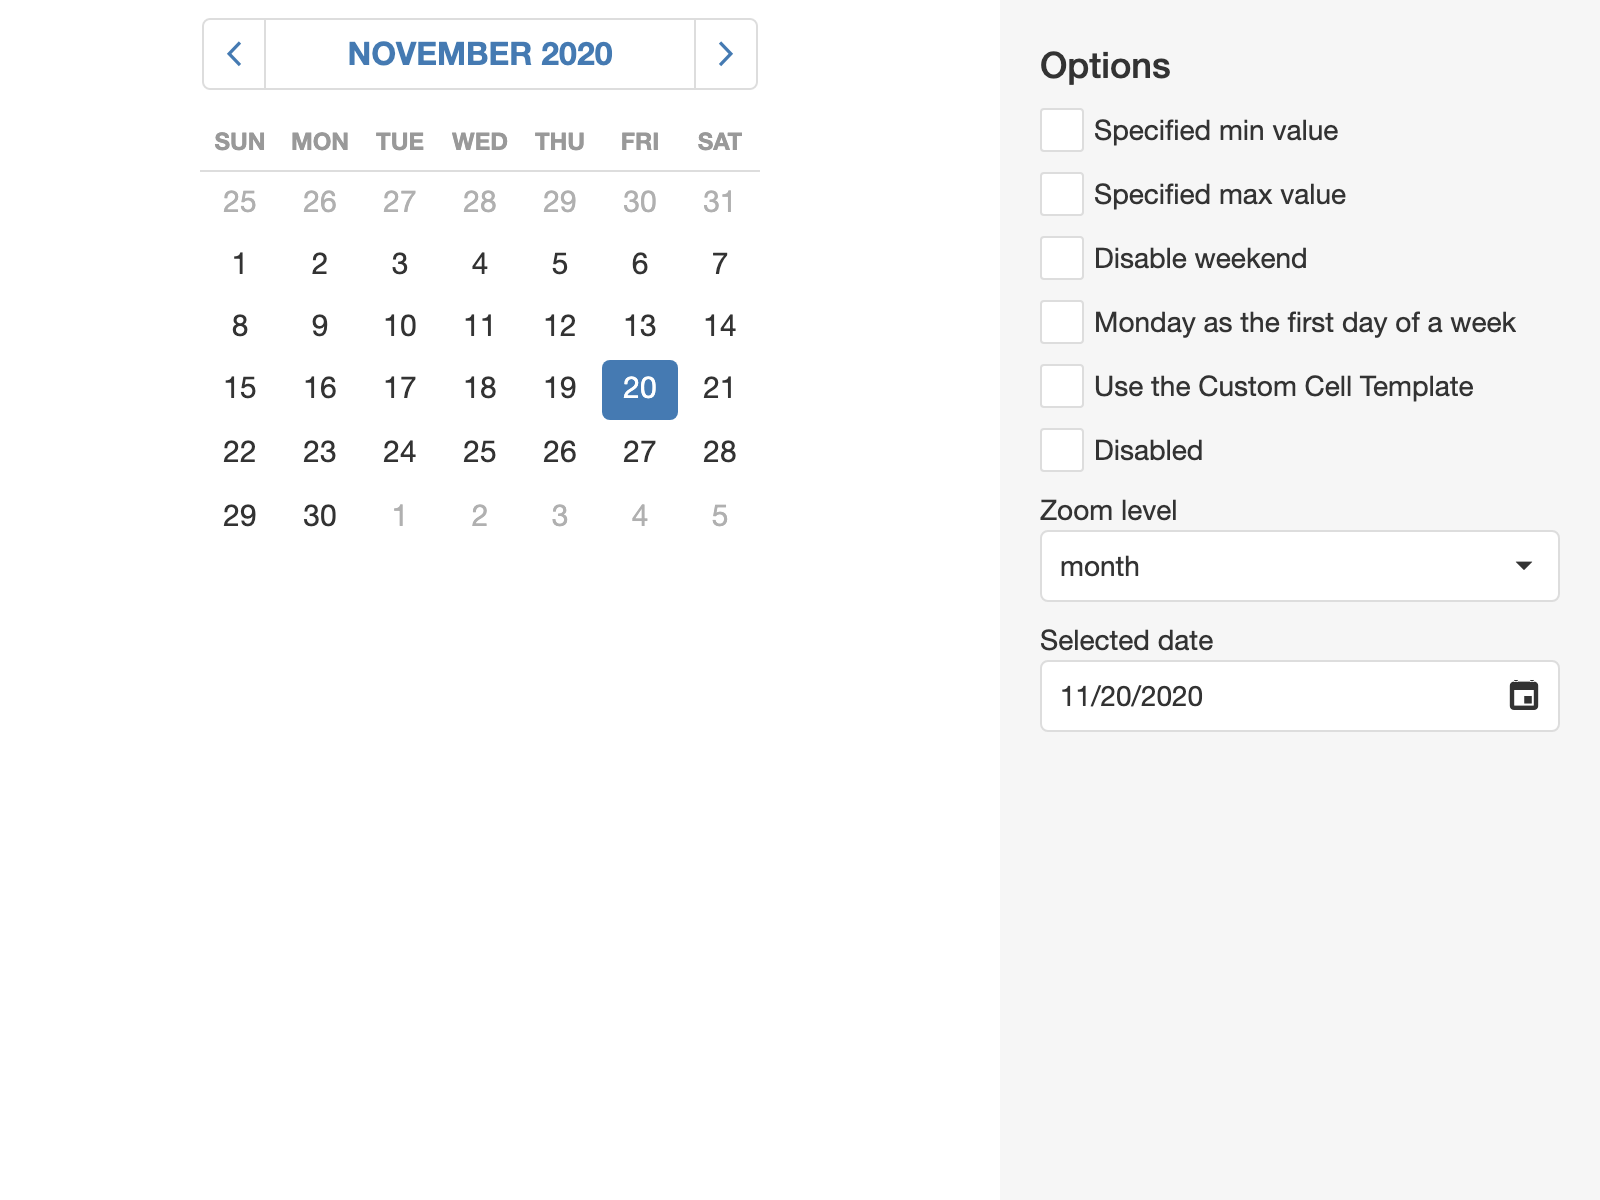 NOVEMBER 2020
SUN MON TUE WED THU FRI SAT
25 26 27 28 29 30 31
1 2 3 4 5 6 7
8 9 10 11 12 13 14
15 16 17 18 19 20 21
22 23 24 25 26 27 28
29 30 1 2 3 4 5
Options
Specified min value
Specified max value
Disable weekend
Monday as the first day of a week
Use the Custom Cell Template
Disabled
Zoom level
month
Selected date
11/20/2020